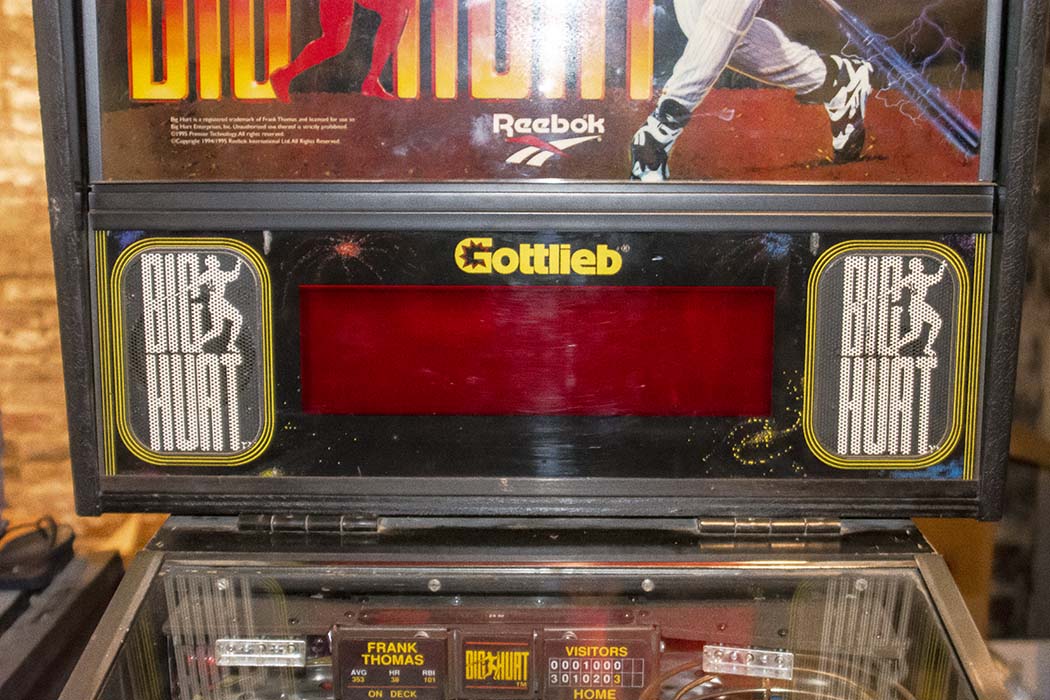 BIG HURT
Big Hurt is a registered trademark of Frank Thomas, and licensed for use to
Big Hurt Enterprises, Inc. Unauthorized use thereof is strictly prohibited.
©1995 Premier Technology. All rights reserved.
©Copyright 1994/1995 Reebok International Ltd. All Rights Reserved.
Reebok
Gottlieb®
BIG
HURT
BIG
HURT
FRANK
THOMAS
AVG HR RBI
353 38 101
ON DECK
BIG HURT
TM
VISITORS
0001000
3010203
HOME